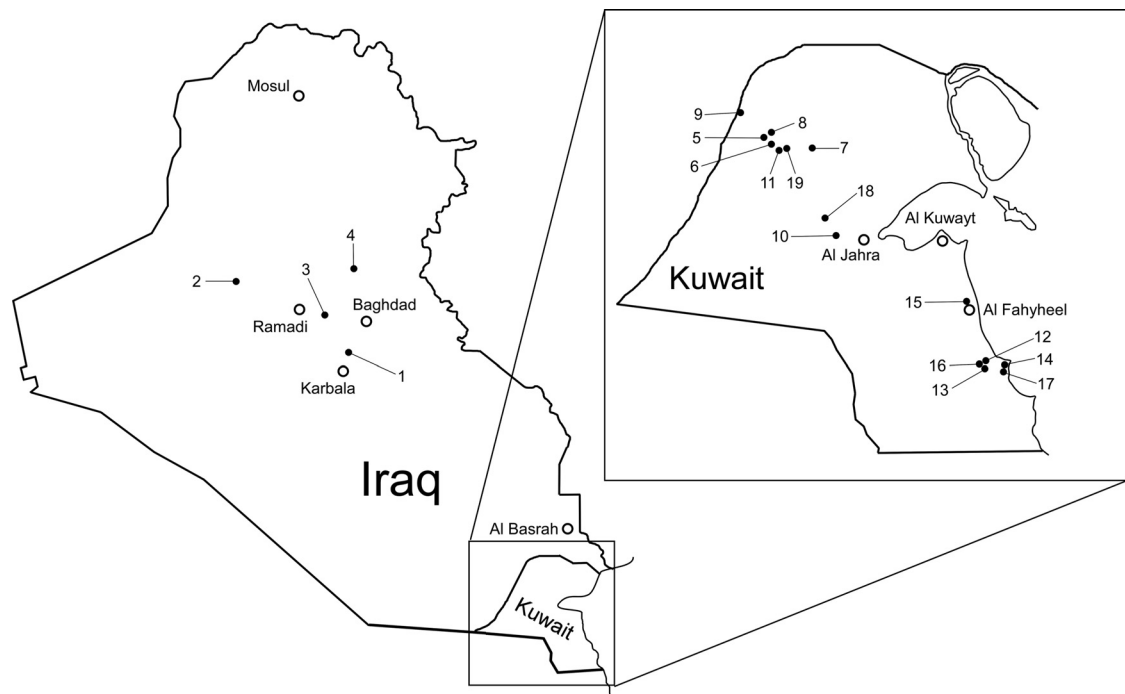 Mosul
4
2
3
Baghdad
Ramadi
1
Karbala
Iraq
Al Basrah
Kuwait
9
8
5
6
7
11
19
18
Al Kuwayt
10
Al Jahra
Kuwait
15
Al Fahyheel
12
16
14
13
17